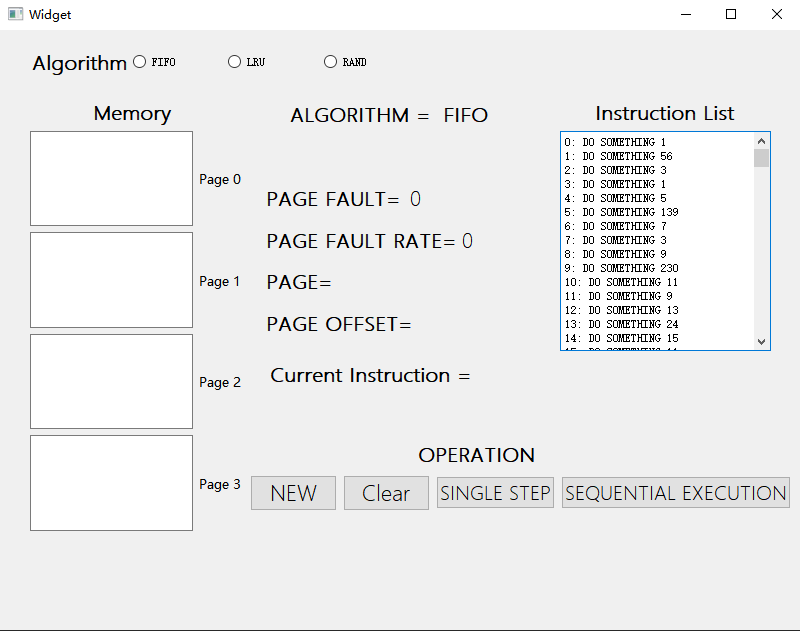 Widget
Algorithm FIFO LRU RAND
Memory
Page 0
Page 1
Page 2
Page 3
ALGORITHM = FIFO
PAGE FAULT= 0
PAGE FAULT RATE= 0
PAGE=
PAGE OFFSET=
Current Instruction =
Instruction List
0: DO SOMETHING 1
1: DO SOMETHING 56
2: DO SOMETHING 3
3: DO SOMETHING 1
4: DO SOMETHING 5
5: DO SOMETHING 139
6: DO SOMETHING 7
7: DO SOMETHING 3
8: DO SOMETHING 9
9: DO SOMETHING 230
10: DO SOMETHING 11
11: DO SOMETHING 9
12: DO SOMETHING 13
13: DO SOMETHING 24
14: DO SOMETHING 15
OPERATION
NEW Clear SINGLE STEP SEQUENTIAL EXECUTION